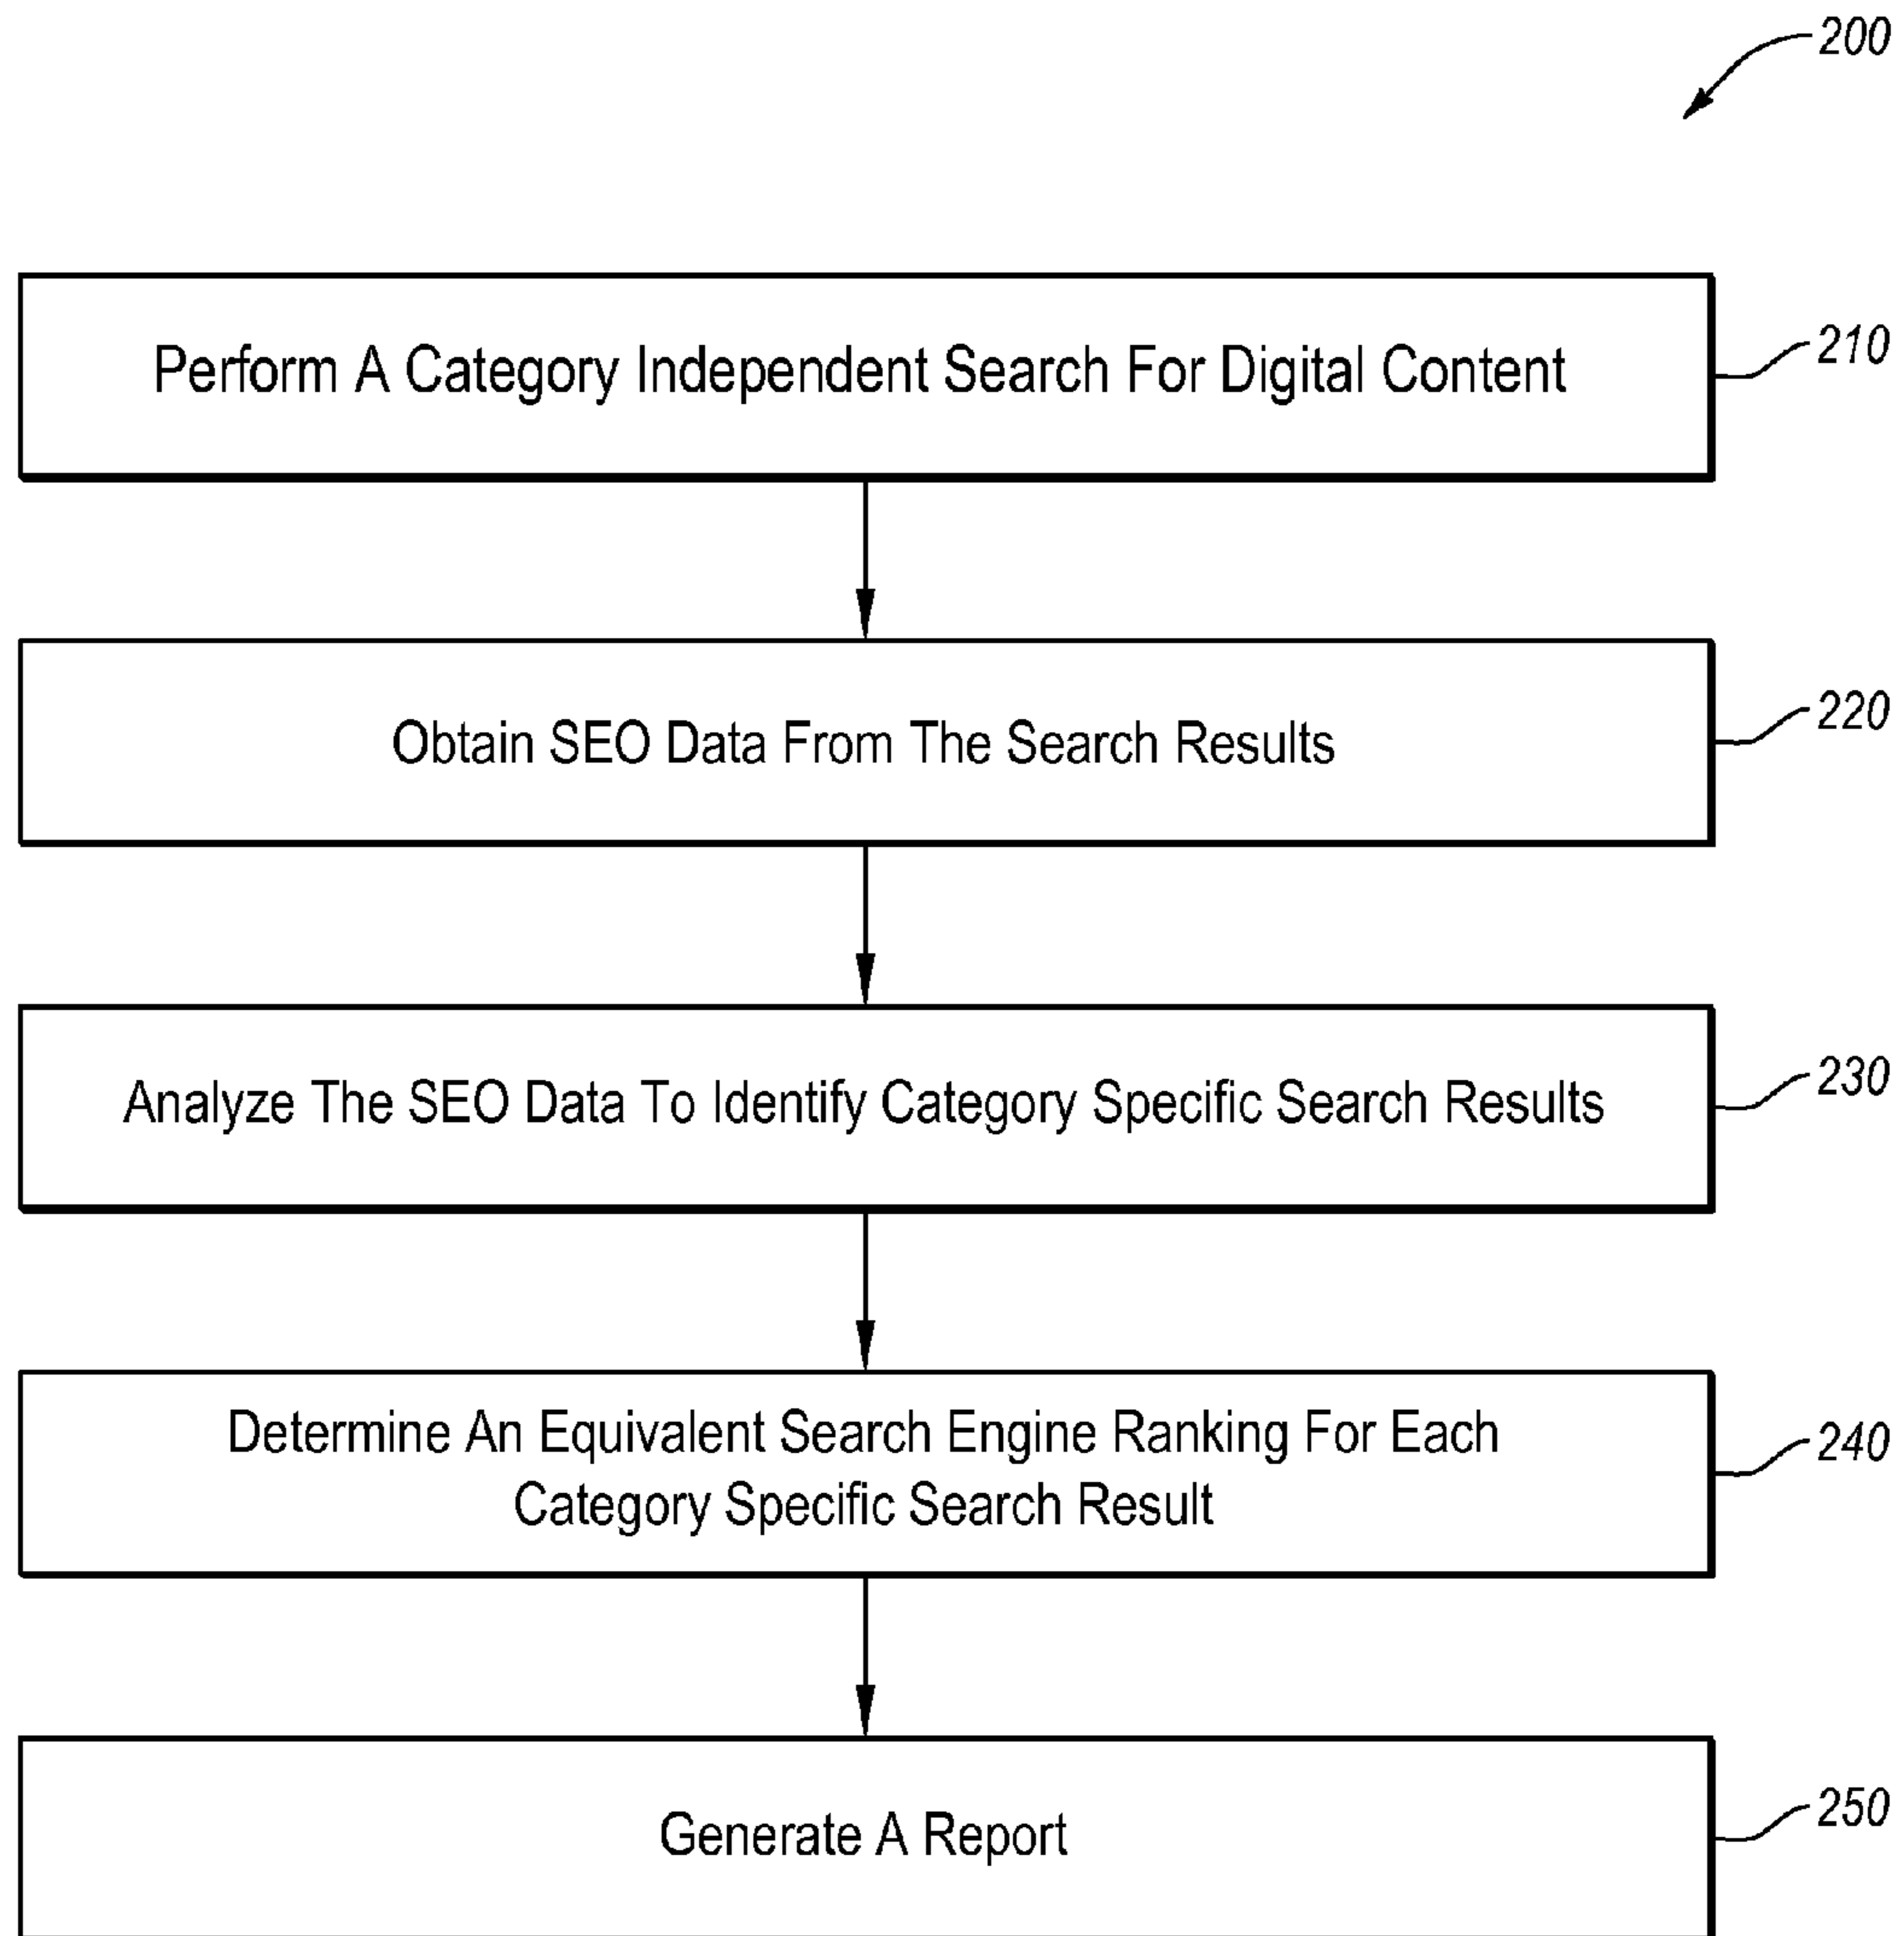 200
Perform A Category Independent Search For Digital Content
210
Obtain SEO Data From The Search Results
220
Analyze The SEO Data To Identify Category Specific Search Results
230
Determine An Equivalent Search Engine Ranking For Each
Category Specific Search Result
240
Generate A Report
250